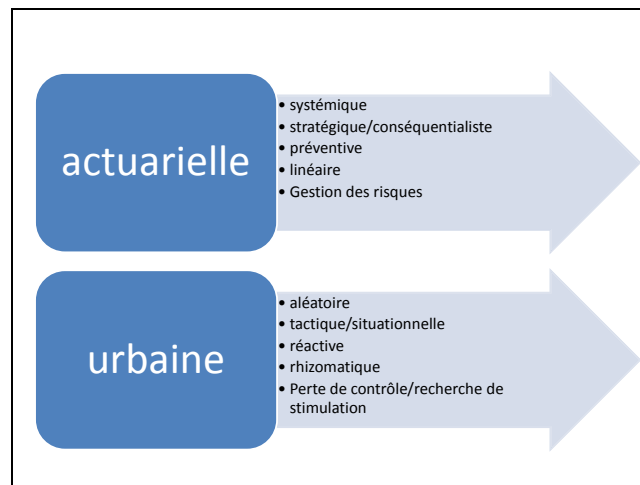 actuarielle
• systémique
• stratégique/conséquentialiste
• préventive
• linéaire
• Gestion des risques
urbaine
• aléatoire
• tactique/situationnelle
• réactive
• rhizomatique
• Perte de contrôle/recherche de
stimulation